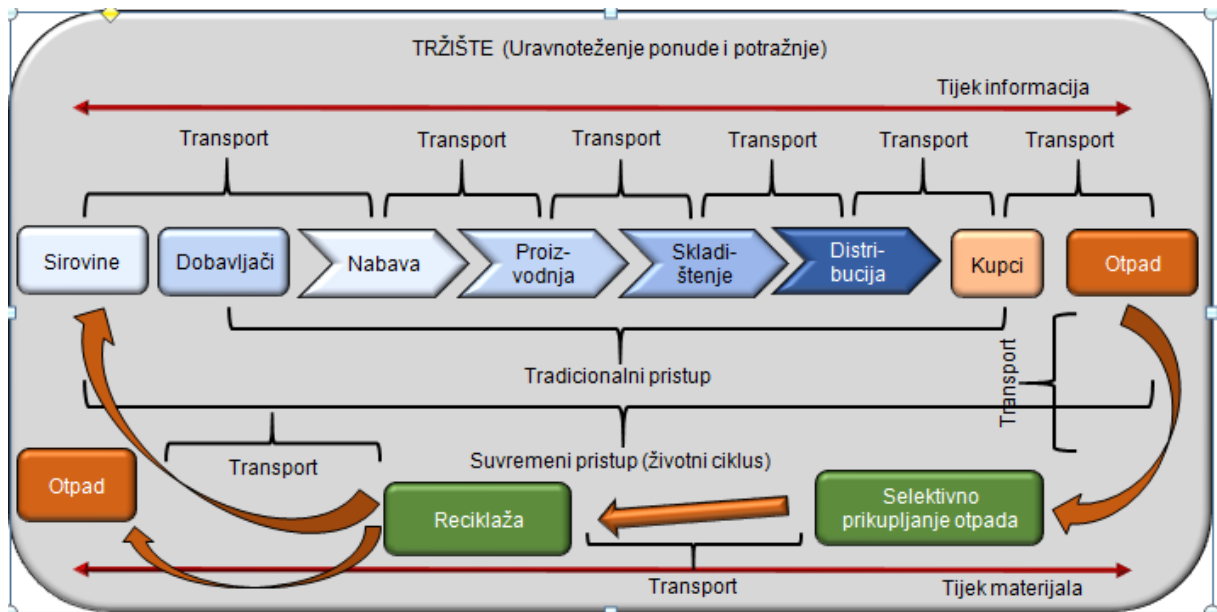 TRŽIŠTE (Uravnoteženje ponude i potražnje)
Tijek informacija
Transport
Transport
Transport
Transport
Transport
Transport
Sirovine
Dobavljači
Nabava
Proiz-
vodnja
Skladi-
štenje
Distri-
bucija
Kupci
Otpad
Tradicionalni pristup
Transport
Transport
Suvremeni pristup (životni ciklus)
Otpad
Reciklaža
Selektivno
prikupljanje otpada
Transport
Tijek materijala